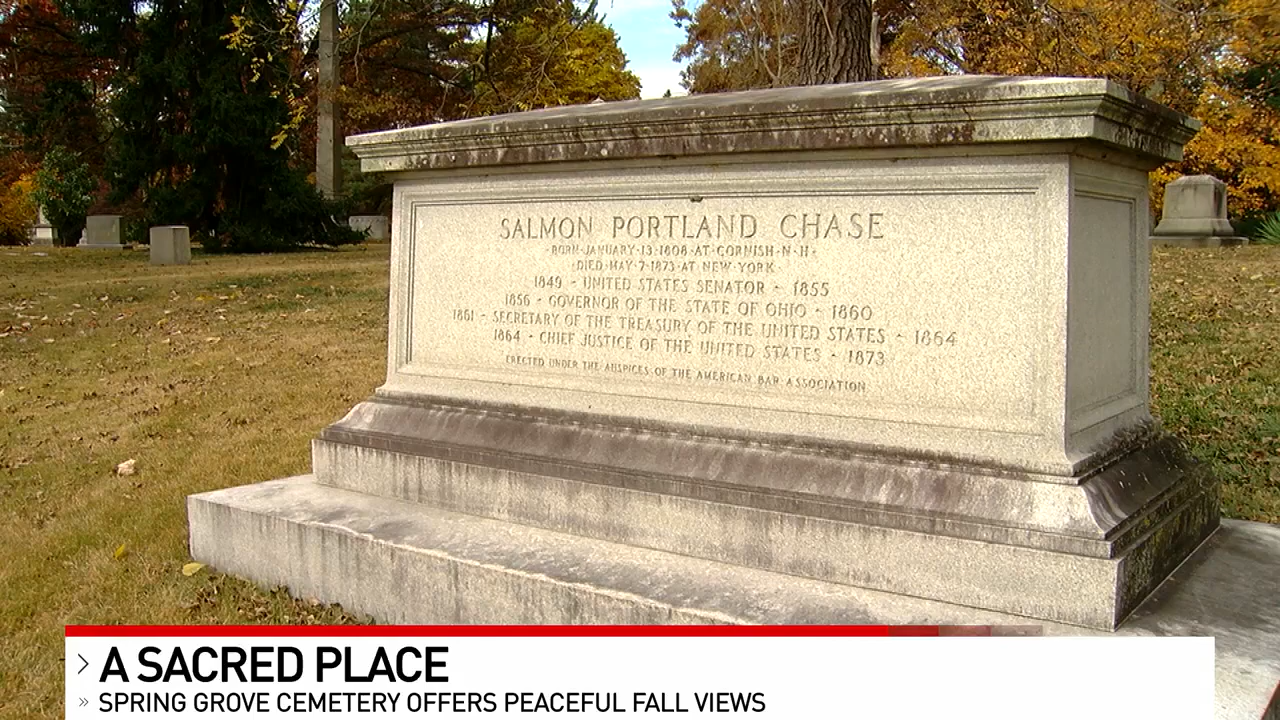 SALMON PORTLAND CHASE
·BORN·JANUARY·13·1808·AT·CORNISH·N·H·
·DIED·MAY·7·1873·AT·NEW·YORK
1849 · UNITED STATES SENATOR · 1855
1856 · GOVERNOR OF THE STATE OF OHIO · 1860
1861 · SECRETARY OF THE TREASURY OF THE UNITED STATES · 1864
1864 · CHIEF JUSTICE OF THE UNITED STATES · 1873
ERECTED UNDER THE AUSPICES OF THE AMERICAN BAR ASSOCIATION
> A SACRED PLACE
» SPRING GROVE CEMETERY OFFERS PEACEFUL FALL VIEWS